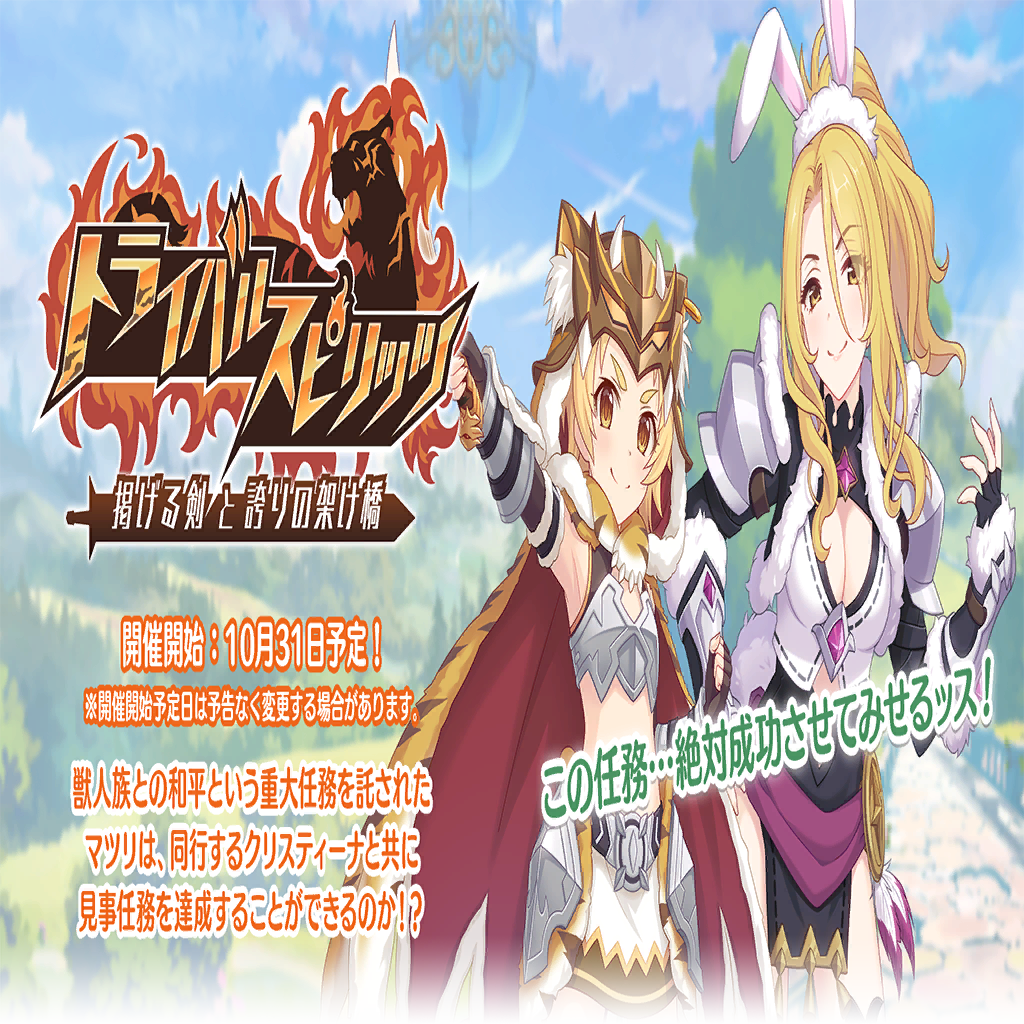 トライバルスピリッツ
掲げる剣と誇りの架け橋
開催開始：10月31日予定！
※開催開始予定日は予告なく変更する場合があります。
獣人族との和平という重大任務を託された
マツリは、同行するクリスティーナと共に
見事任務を達成することができるのか！？
この任務…絶対成功させてみせるッス！